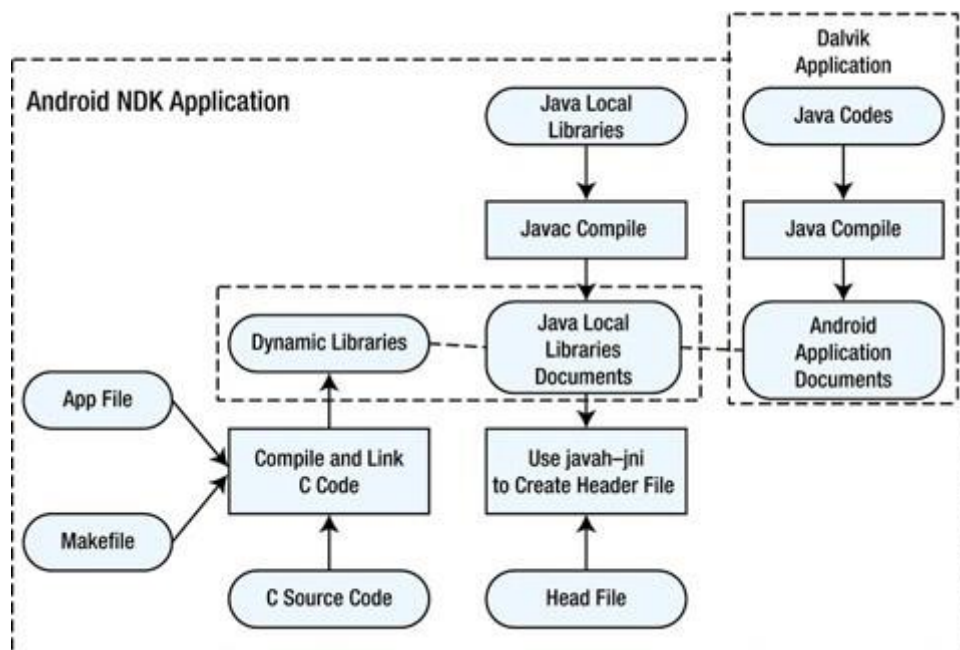 Dalvik
Application
Android NDK Application
Java Local
Libraries
Java Codes
Javac Compile
Java Compile
Dynamic Libraries
Java Local
Libraries
Documents
Android
Application
Documents
App File
Compile and Link
C Code
Use javah–jni
to Create Header File
Makefile
C Source Code
Head File